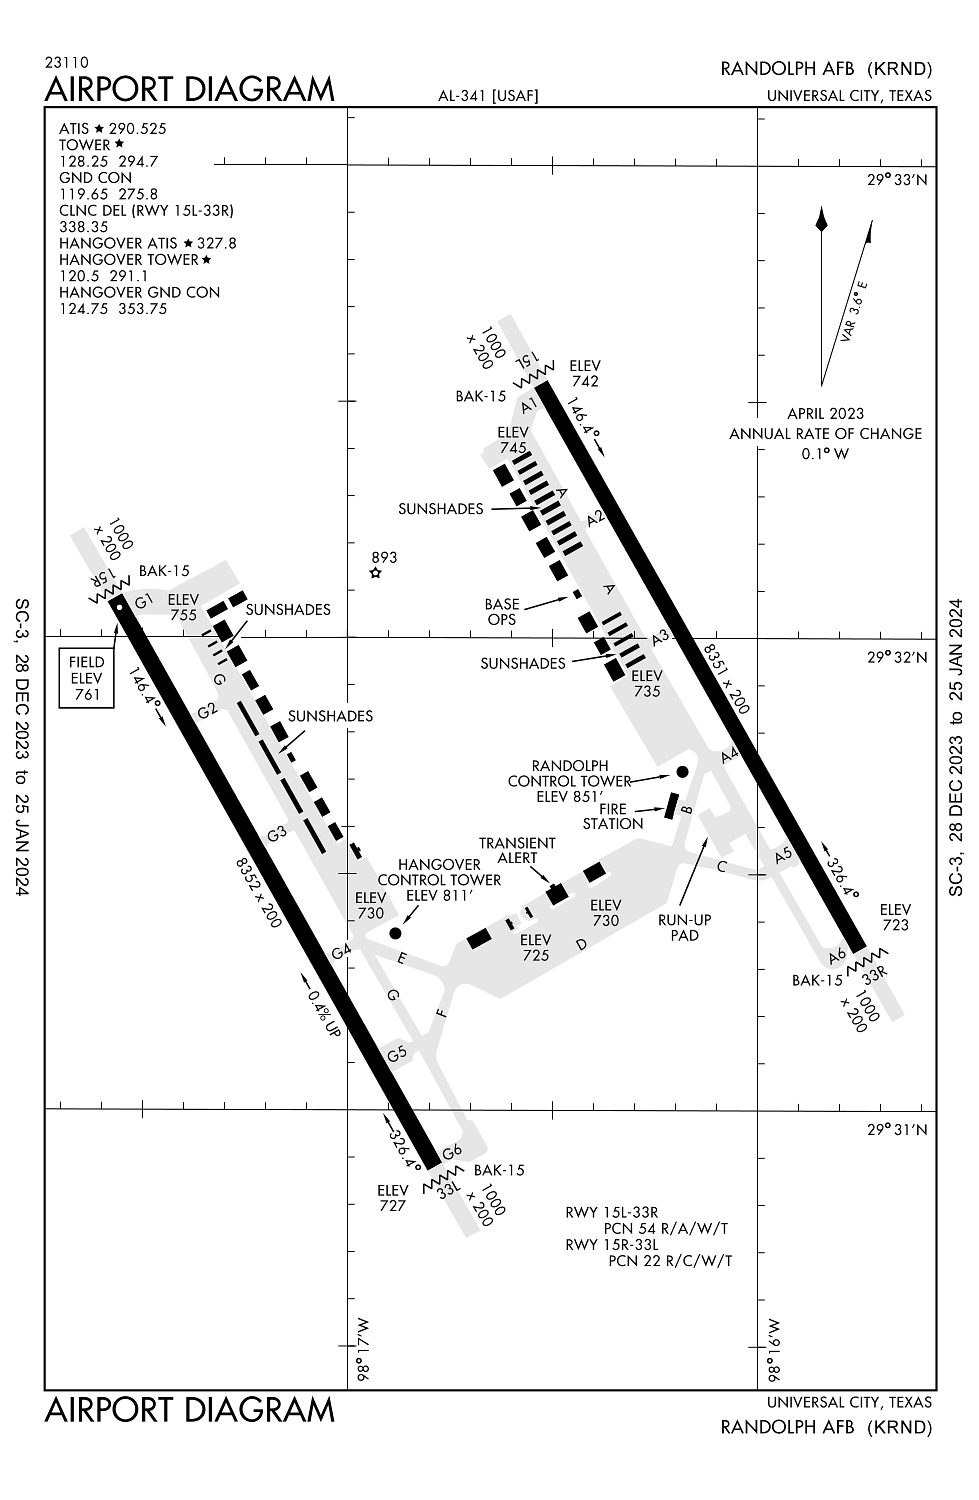 23110
AIRPORT DIAGRAM
AL-341 [USAF]
RANDOLPH AFB (KRND)
UNIVERSAL CITY, TEXAS
ATIS ★ 290.525
TOWER ★
128.25 294.7
GND CON
119.65 275.8
CLNC DEL (RWY 15L-33R)
338.35
HANGOVER ATIS ★ 327.8
HANGOVER TOWER ★
120.5 291.1
HANGOVER GND CON
124.75 353.75
29°33'N
VAR 3.6° E
APRIL 2023
ANNUAL RATE OF CHANGE
0.1° W
1000
x 200
15L
ELEV
742
BAK-15
A1
146.4°
ELEV
745
A
SUNSHADES
A2
893
A
BASE
OPS
A3
SUNSHADES
ELEV
735
8351 x 200
29°32'N
1000
x 200
15R
BAK-15
G1
ELEV
755
SUNSHADES
FIELD
ELEV
761
146.4°
G
G2
SUNSHADES
A4
RANDOLPH
CONTROL TOWER
ELEV 851'
FIRE
STATION
B
G3
TRANSIENT
ALERT
C
A5
326.4°
8352 x 200
HANGOVER
CONTROL TOWER
ELEV 811'
ELEV
730
ELEV
730
RUN-UP
PAD
ELEV
723
ELEV
725
D
G4
E
A6
BAK-15
33R
1000
x 200
G
F
0.4% UP
G5
29°31'N
326.4°
G6
BAK-15
ELEV
727
33L
1000
x 200
RWY 15L-33R
PCN 54 R/A/W/T
RWY 15R-33L
PCN 22 R/C/W/T
98°17'W
98°16'W
SC-3, 28 DEC 2023 to 25 JAN 2024
SC-3, 28 DEC 2023 to 25 JAN 2024
AIRPORT DIAGRAM
UNIVERSAL CITY, TEXAS
RANDOLPH AFB (KRND)